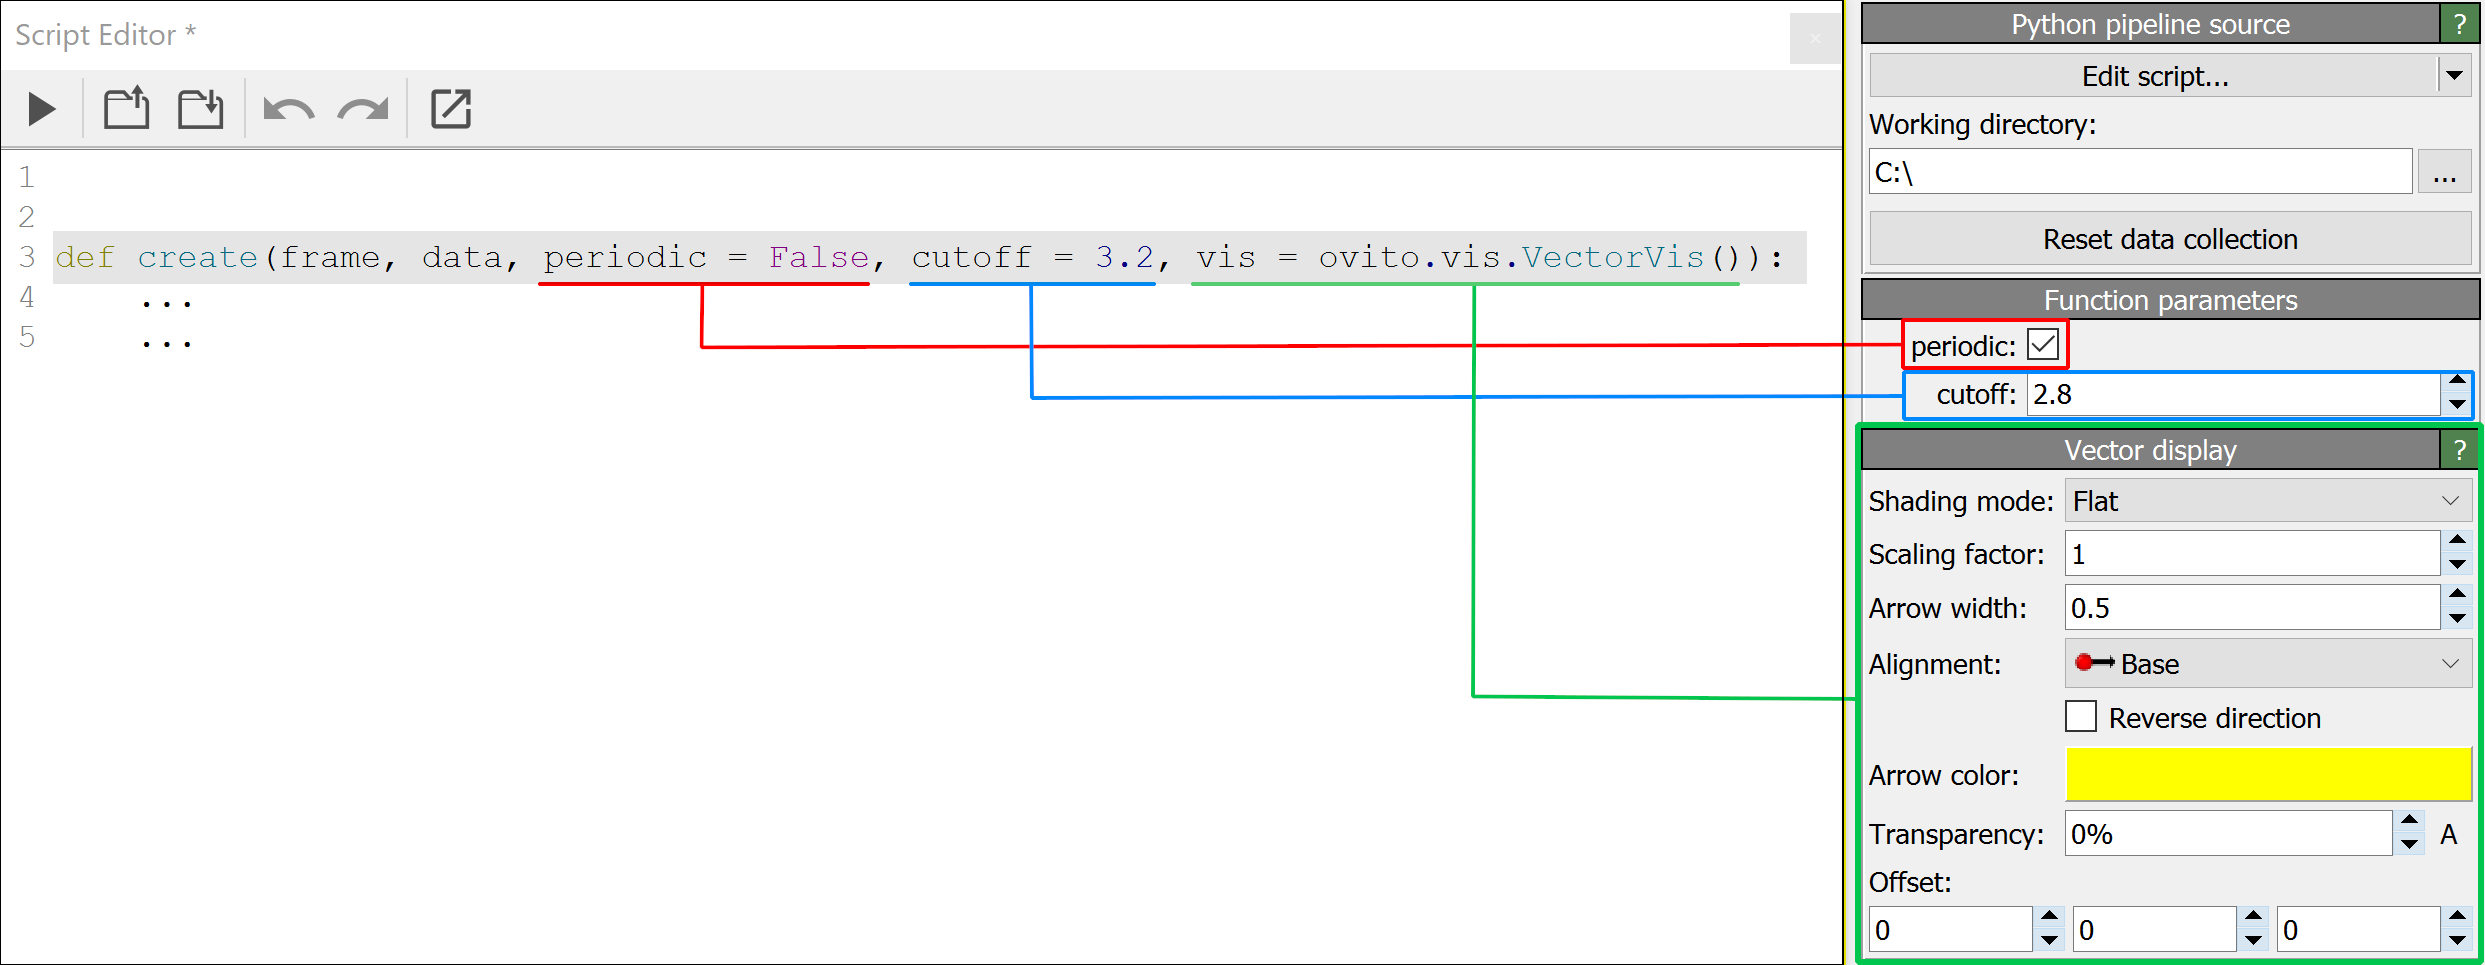 Script Editor *
1
2
3 def create(frame, data, periodic = False, cutoff = 3.2, vis = ovito.vis.VectorVis()):
4 ...
5 ...
Python pipeline source ?
Edit script...
Working directory:
C:\ ...
Reset data collection
Function parameters
periodic:
cutoff: 2.8
Vector display ?
Shading mode: Flat
Scaling factor: 1
Arrow width: 0.5
Alignment: Base
Reverse direction
Arrow color:
Transparency: 0% A
Offset:
0 0 0